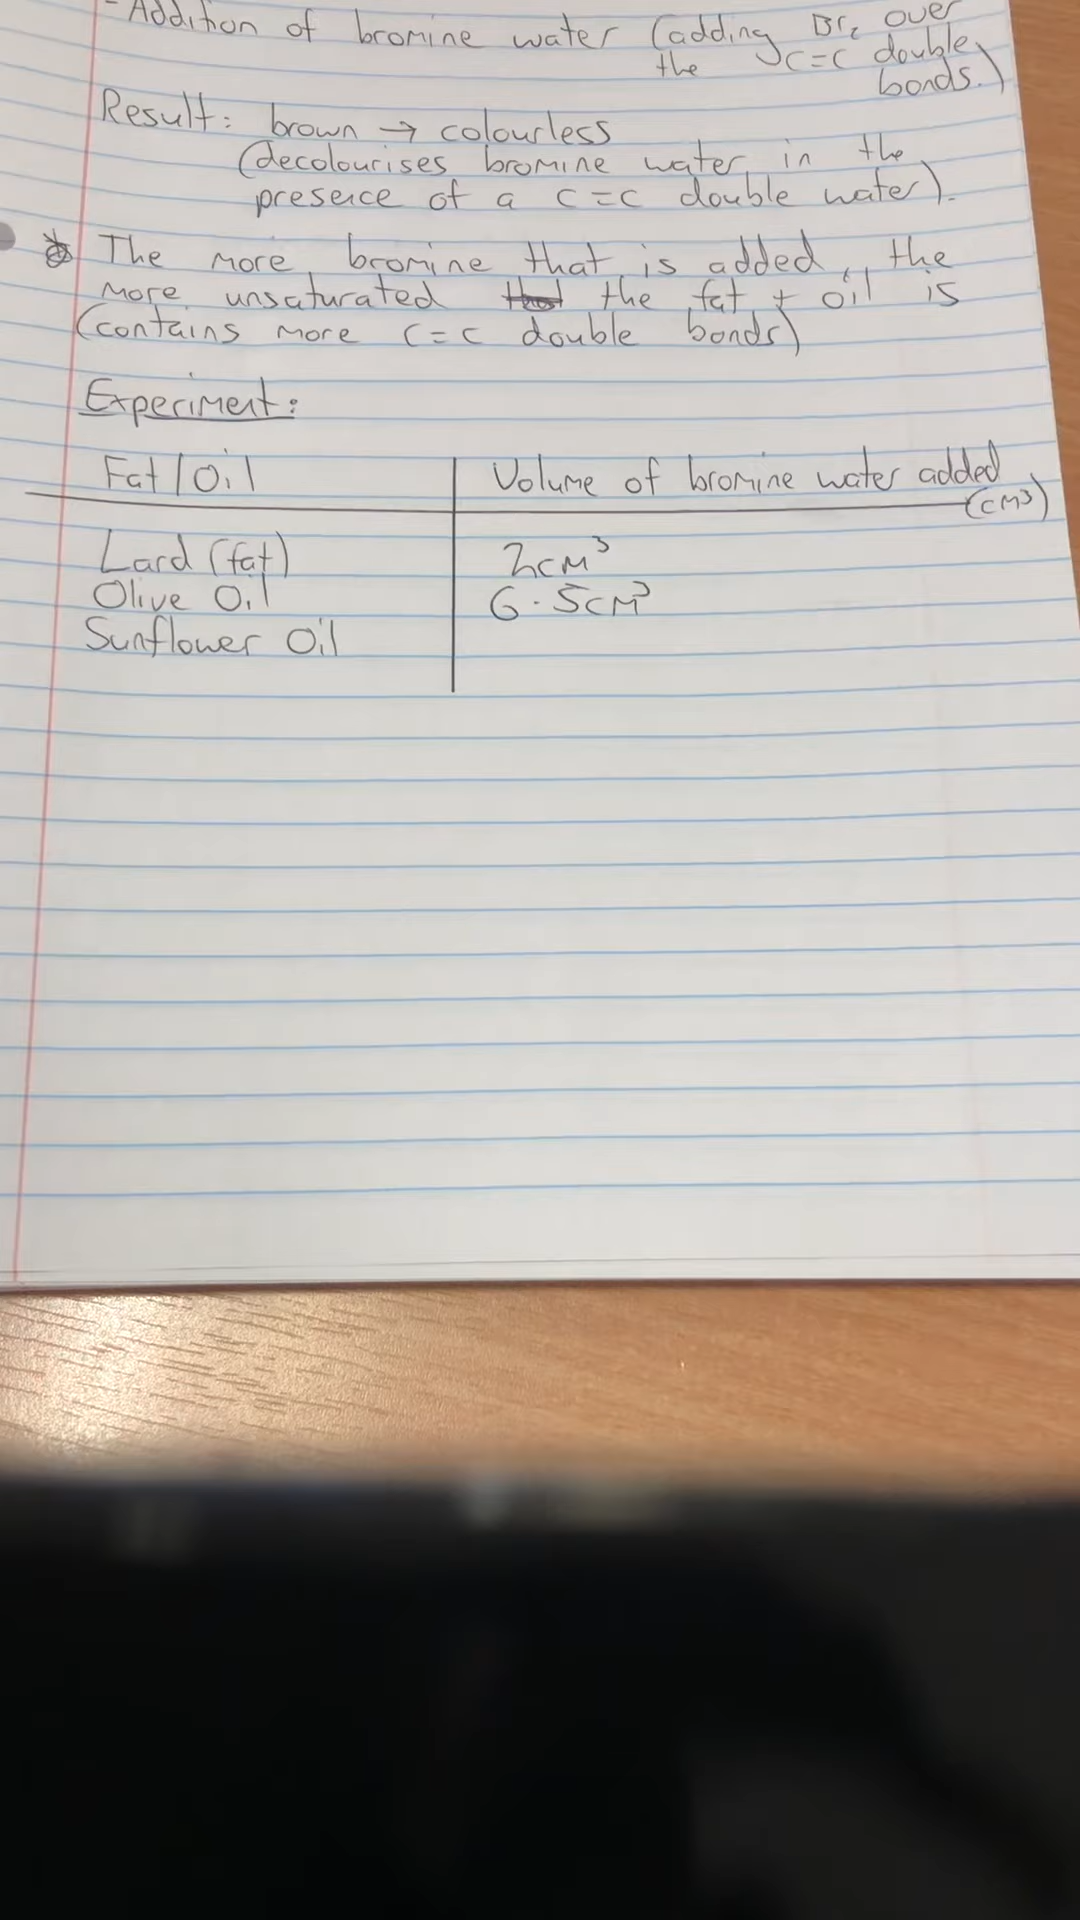 - Addition of bromine water (adding Br₂ over
the C=C double
bonds.)
Result: brown → colourless
(decolourises bromine water in the
presence of a C=C double water).
* The more bromine that is added, the
more unsaturated the fat + oil is
(contains more C=C double bonds)
Experiment:
Fat / Oil | Volume of bromine water added
(cm³)
Lard (fat) | 2cm³
Olive Oil | 6.5cm³
Sunflower Oil